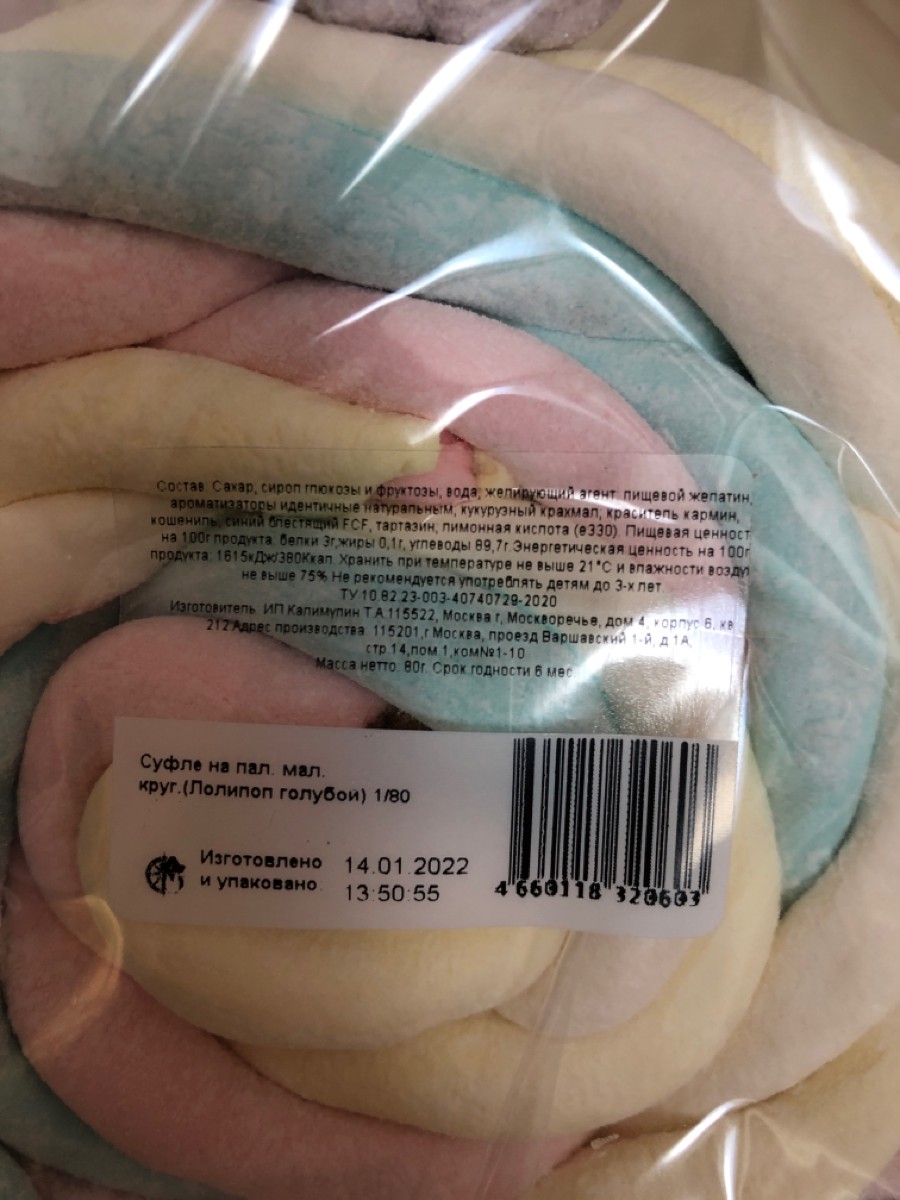 Состав: Сахар, сироп глюкозы и фруктозы, вода, желирующий агент: пищевой желатин,
ароматизаторы идентичные натуральным, кукурузный крахмал, краситель кармин,
кошениль, синий блестящий FCF, тартазин, лимонная кислота (е330). Пищевая ценност
на 100г продукта: белки 3г,жиры 0,1г, углеводы 89,7г.Энергетическая ценность на 100г
продукта: 1615кДж/380Ккал. Хранить при температуре не выше 21°С и влажности воздух
не выше 75%.Не рекомендуется употреблять детям до 3-х лет.
ТУ 10.82.23-003-40740729-2020
Изготовитель: ИП Калимулин Т.А.115522, Москва г, Москворечье, дом 4, корпус 6, кв
212.Адрес производства: 115201,г Москва, проезд Варшавский 1-й, д.1А,
стр.14,пом.1,ком№1-10
Масса нетто: 80г. Срок годности 6 мес
Суфле на пал. мал.
круг.(Лолипоп голубой) 1/80
Изготовлено 14.01.2022
и упаковано: 13:50:55
4 660118 320603